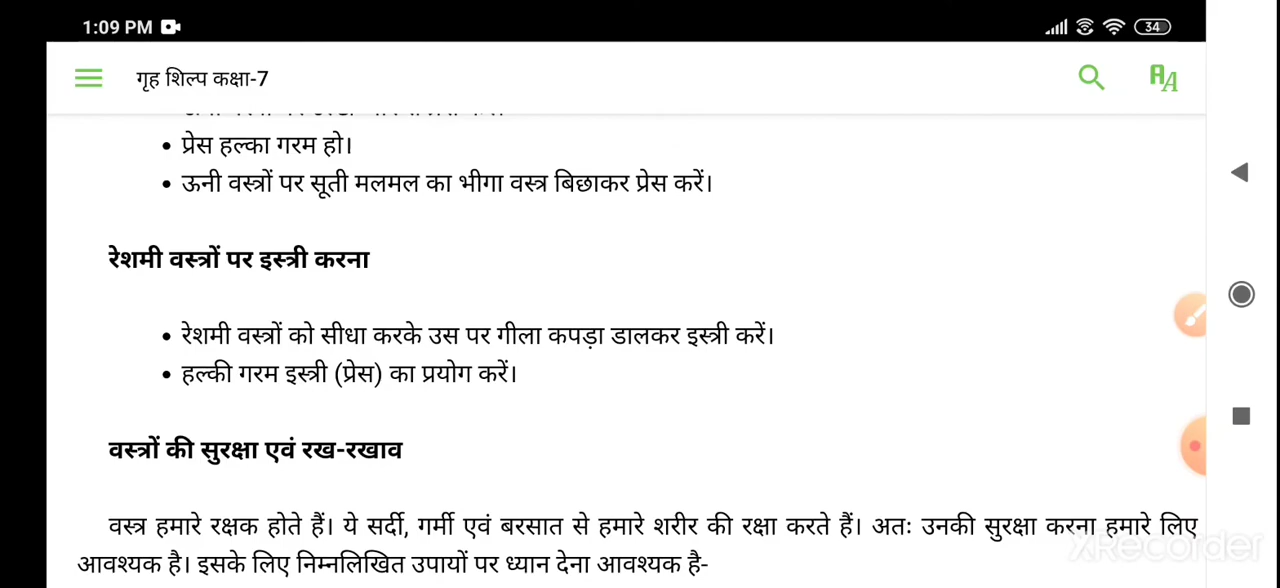 1:09 PM
34
गृह शिल्प कक्षा-7
• प्रेस हल्का गरम हो।
• ऊनी वस्त्रों पर सूती मलमल का भीगा वस्त्र बिछाकर प्रेस करें।
रेशमी वस्त्रों पर इस्त्री करना
• रेशमी वस्त्रों को सीधा करके उस पर गीला कपड़ा डालकर इस्त्री करें।
• हल्की गरम इस्त्री (प्रेस) का प्रयोग करें।
वस्त्रों की सुरक्षा एवं रख-रखाव
वस्त्र हमारे रक्षक होते हैं। ये सर्दी, गर्मी एवं बरसात से हमारे शरीर की रक्षा करते हैं। अतः उनकी सुरक्षा करना हमारे लिए
आवश्यक है। इसके लिए निम्नलिखित उपायों पर ध्यान देना आवश्यक है-
XRecorder